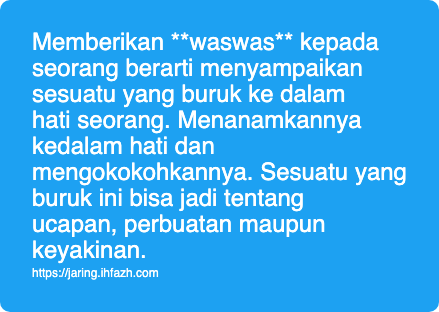 Memberikan **waswas** kepada
seorang berarti menyampaikan
sesuatu yang buruk ke dalam
hati seorang. Menanamkannya
kedalam hati dan
mengokokohkannya. Sesuatu yang
buruk ini bisa jadi tentang
ucapan, perbuatan maupun
keyakinan.
https://jaring.ihfazh.com